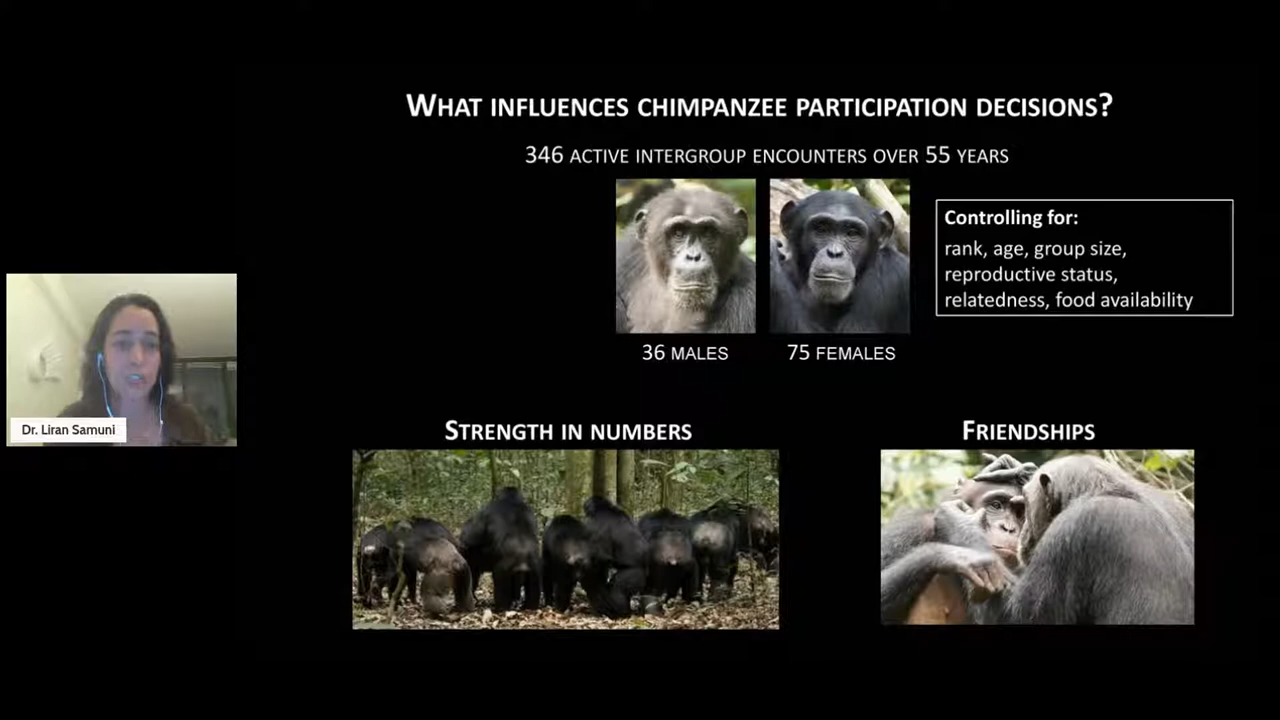 What influences chimpanzee participation decisions?
346 active intergroup encounters over 55 years
Controlling for:
rank, age, group size,
reproductive status,
relatedness, food availability
36 males
75 females
Dr. Liran Samuni
Strength in numbers
Friendships